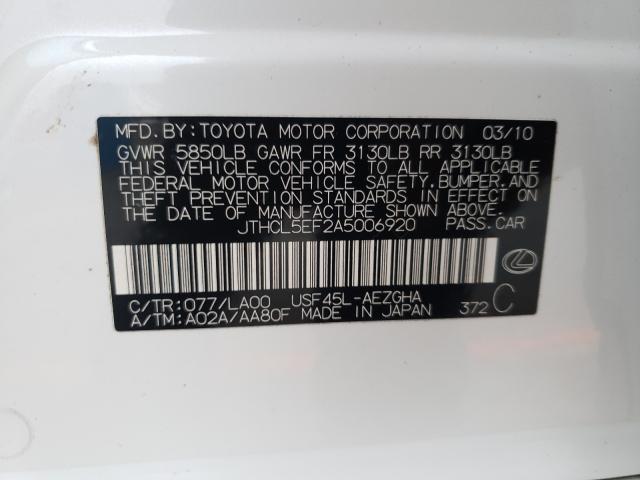 MFD.BY:TOYOTA MOTOR CORPORATION 03/10
GVWR 5850LB GAWR FR 3130LB RR 3130LB
THIS VEHICLE CONFORMS TO ALL APPLICABLE
FEDERAL MOTOR VEHICLE SAFETY,BUMPER,AND
THEFT PREVENTION STANDARDS IN EFFECT ON
THE DATE OF MANUFACTURE SHOWN ABOVE.
JTHCL5EF2A5006920 PASS.CAR
C/TR:077/LA00 USF45L-AEZGHA
A/TM:A02A/AA80F MADE IN JAPAN 372 C